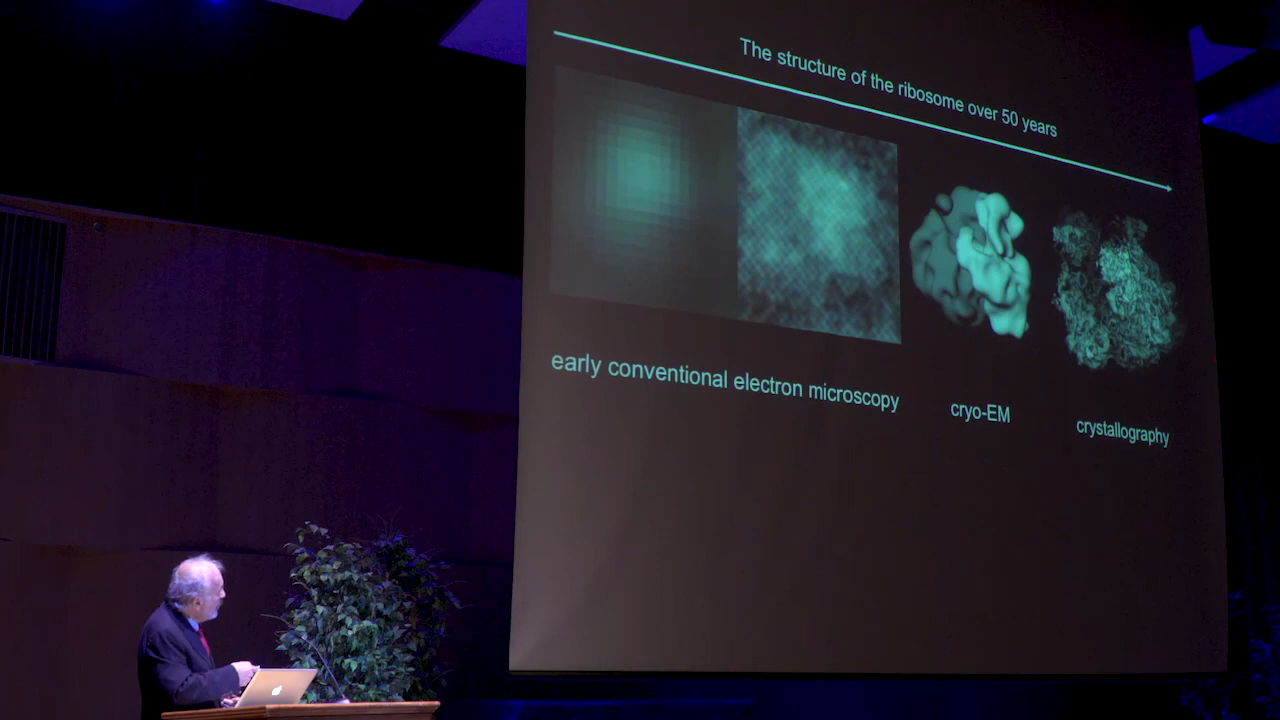 The structure of the ribosome over 50 years
early conventional electron microscopy
cryo-EM
crystallography